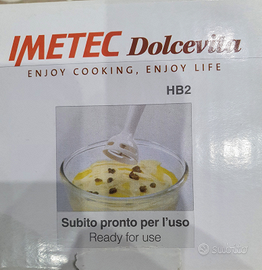 IMETEC Dolcevita
ENJOY COOKING, ENJOY LIFE
HB2
Subito pronto per l'uso
Ready for use